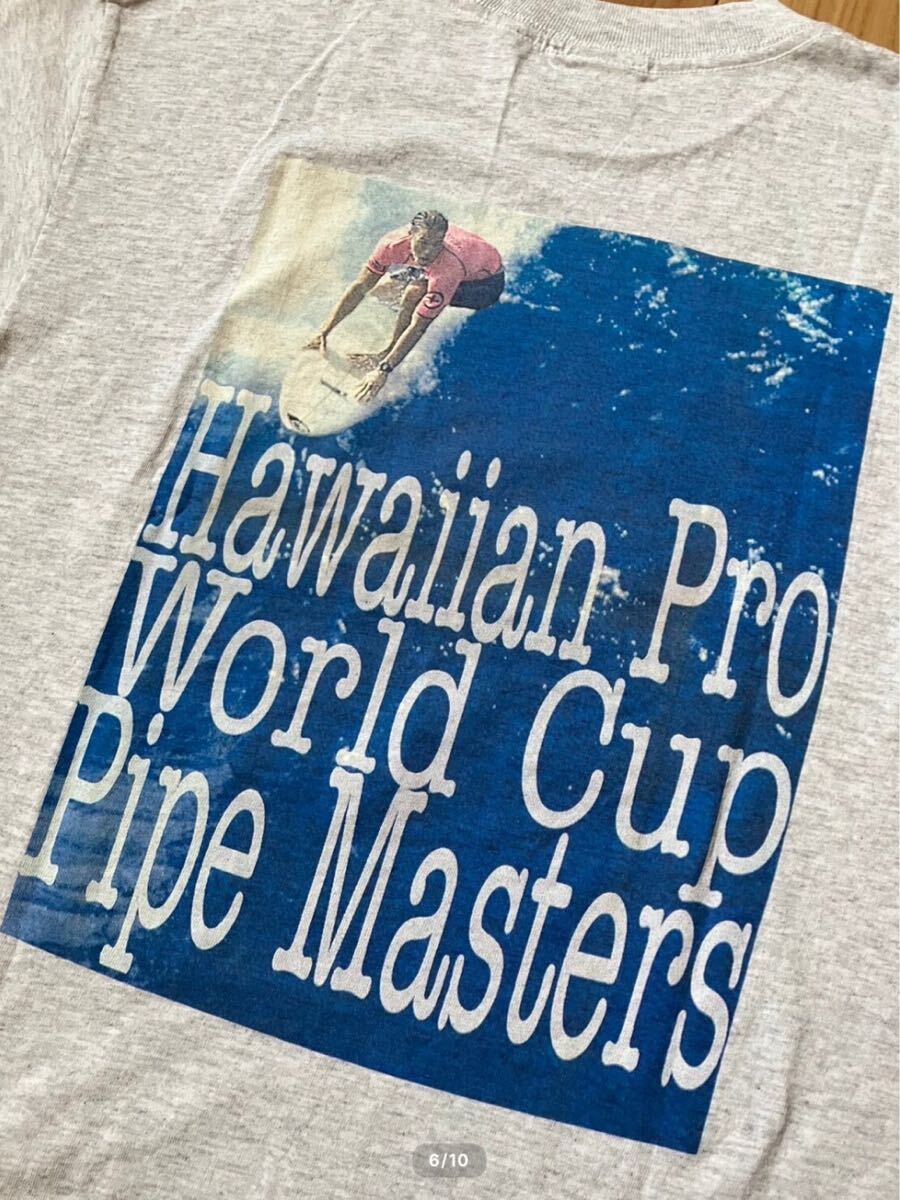 Hawaiian Pro
World Cup
Pipe Masters
6/10